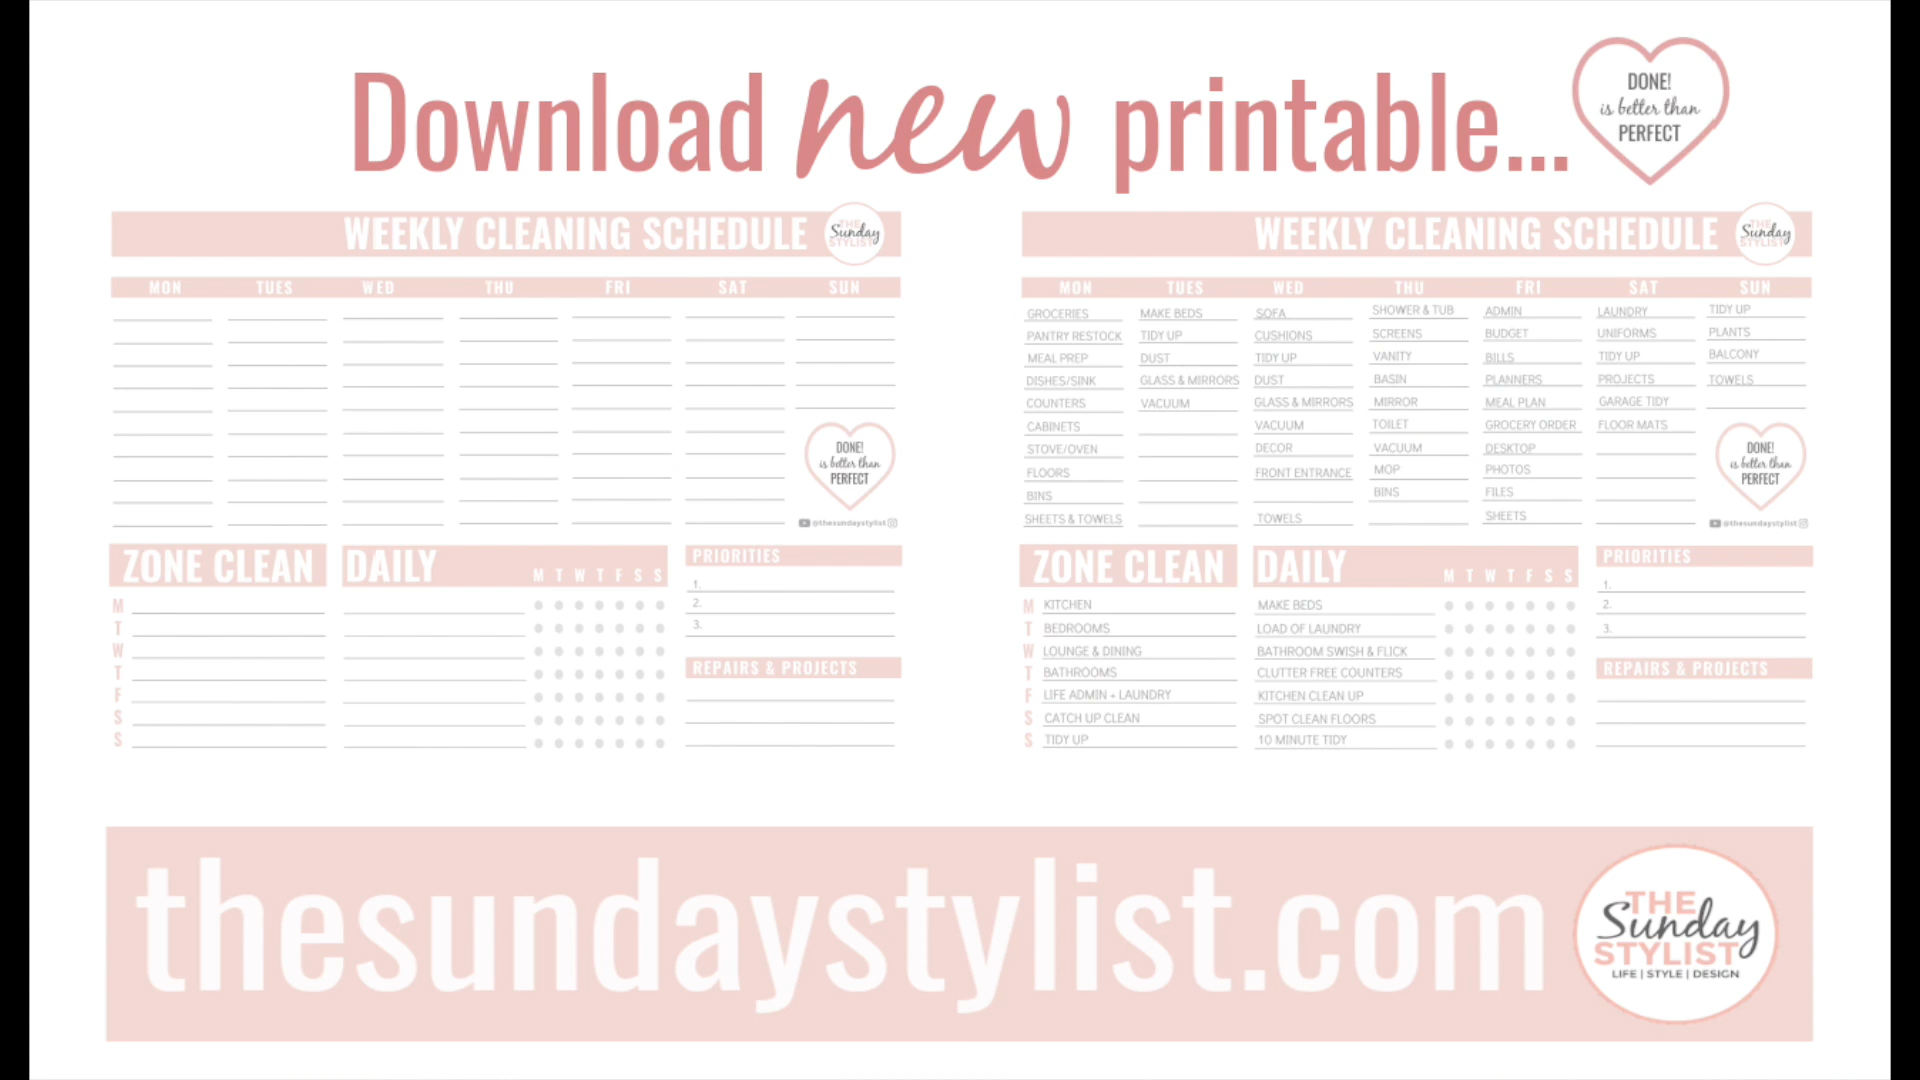 Download new printable...
DONE!
is better than
PERFECT
WEEKLY CLEANING SCHEDULE
THE
Sunday
STYLIST
MON TUES WED THU FRI SAT SUN
DONE!
is better than
PERFECT
@thesundaystylist
ZONE CLEAN
M
T
W
T
F
S
S
DAILY
M T W T F S S
PRIORITIES
1.
2.
3.
REPAIRS & PROJECTS
WEEKLY CLEANING SCHEDULE
THE
Sunday
STYLIST
MON TUES WED THU FRI SAT SUN
GROCERIES MAKE BEDS SOFA SHOWER & TUB ADMIN LAUNDRY TIDY UP
PANTRY RESTOCK TIDY UP CUSHIONS SCREENS BUDGET UNIFORMS PLANTS
MEAL PREP DUST TIDY UP VANITY BILLS TIDY UP BALCONY
DISHES/SINK GLASS & MIRRORS DUST BASIN PLANNERS PROJECTS TOWELS
COUNTERS VACUUM GLASS & MIRRORS MIRROR MEAL PLAN GARAGE TIDY
CABINETS VACUUM TOILET GROCERY ORDER FLOOR MATS
STOVE/OVEN DECOR VACUUM DESKTOP
FLOORS FRONT ENTRANCE MOP PHOTOS
BINS BINS FILES
SHEETS & TOWELS TOWELS SHEETS
DONE!
is better than
PERFECT
@thesundaystylist
ZONE CLEAN
M KITCHEN
T BEDROOMS
W LOUNGE & DINING
T BATHROOMS
F LIFE ADMIN + LAUNDRY
S CATCH UP CLEAN
S TIDY UP
DAILY
M T W T F S S
MAKE BEDS
LOAD OF LAUNDRY
BATHROOM SWISH & FLICK
CLUTTER FREE COUNTERS
KITCHEN CLEAN UP
SPOT CLEAN FLOORS
10 MINUTE TIDY
PRIORITIES
1.
2.
3.
REPAIRS & PROJECTS
thesundaystylist.com
THE
Sunday
STYLIST
LIFE | STYLE | DESIGN